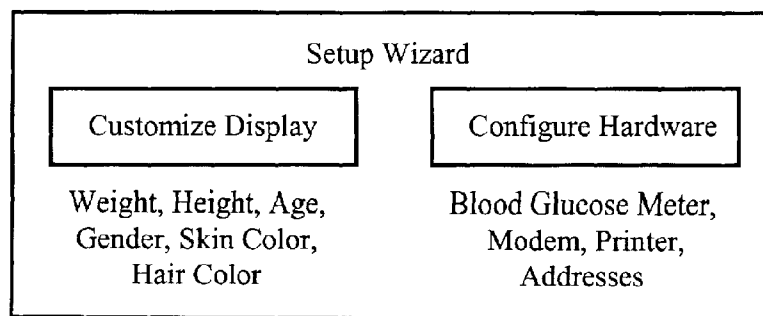 Setup Wizard
Customize Display
Weight, Height, Age,
Gender, Skin Color,
Hair Color
Configure Hardware
Blood Glucose Meter,
Modem, Printer,
Addresses